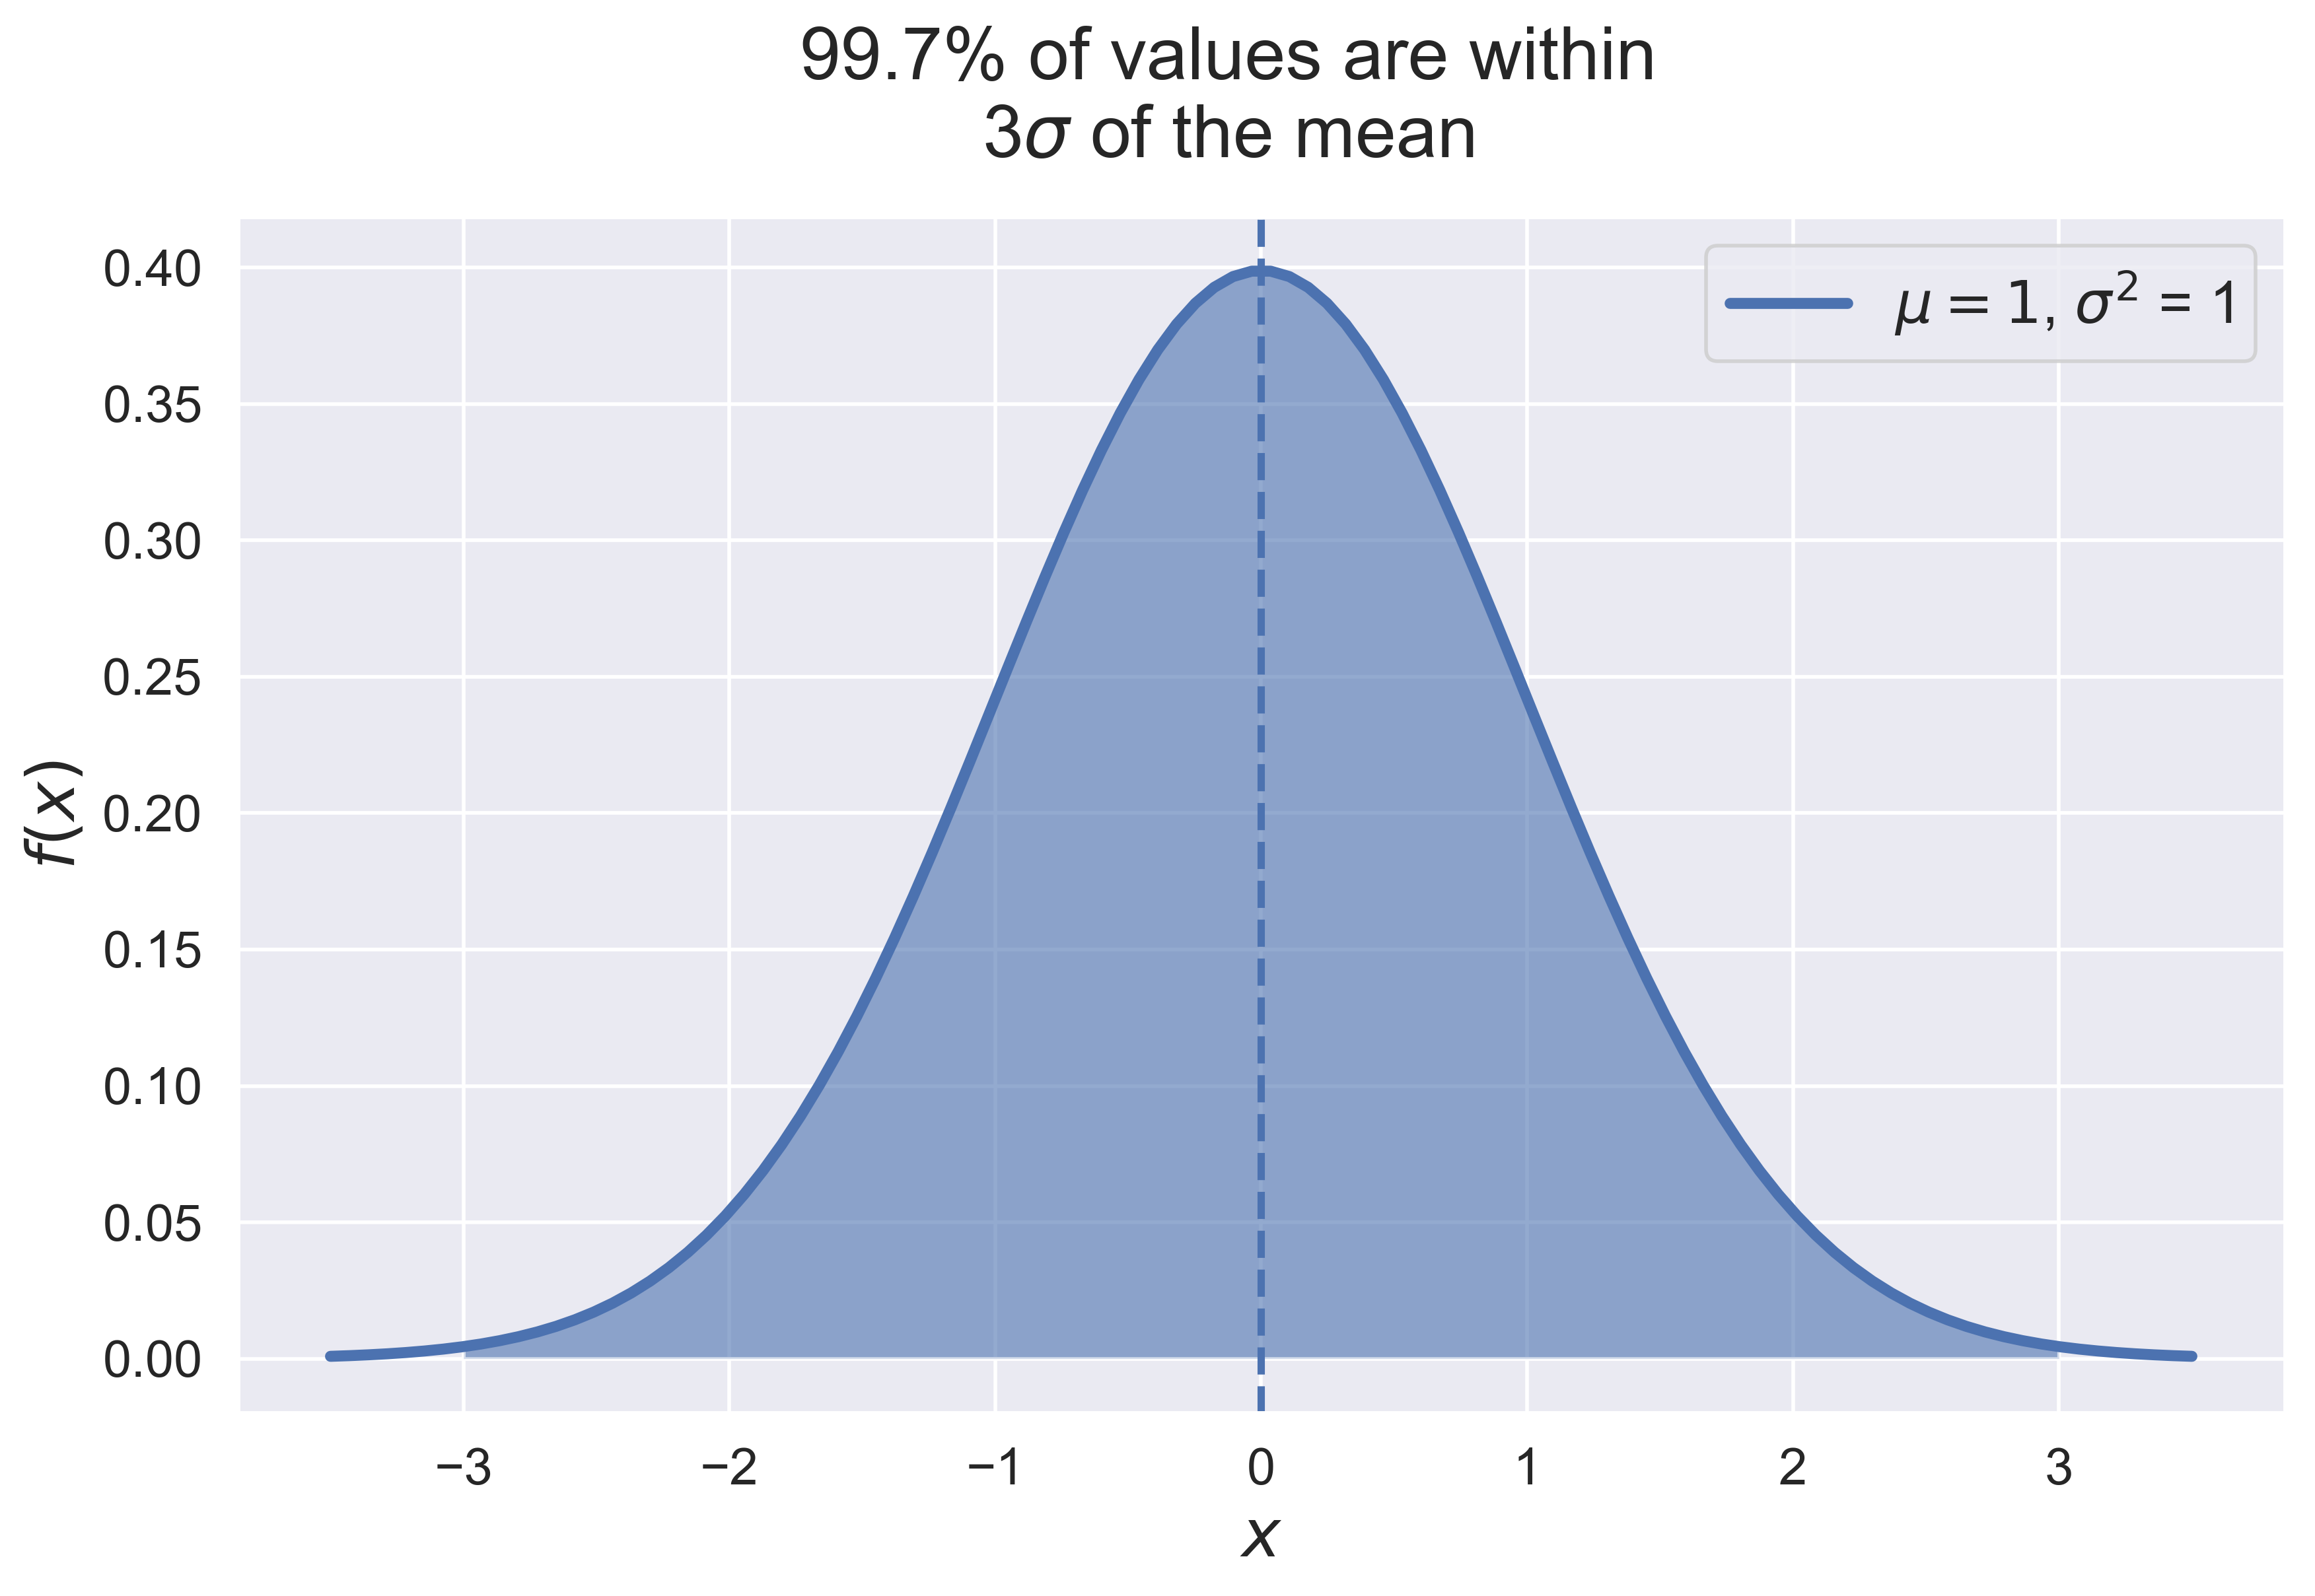 99.7% of values are within
3σ of the mean
μ = 1, σ² = 1
0.40
0.35
0.30
0.25
0.20
0.15
0.10
0.05
0.00
f(x)
−3 −2 −1 0 1 2 3
x